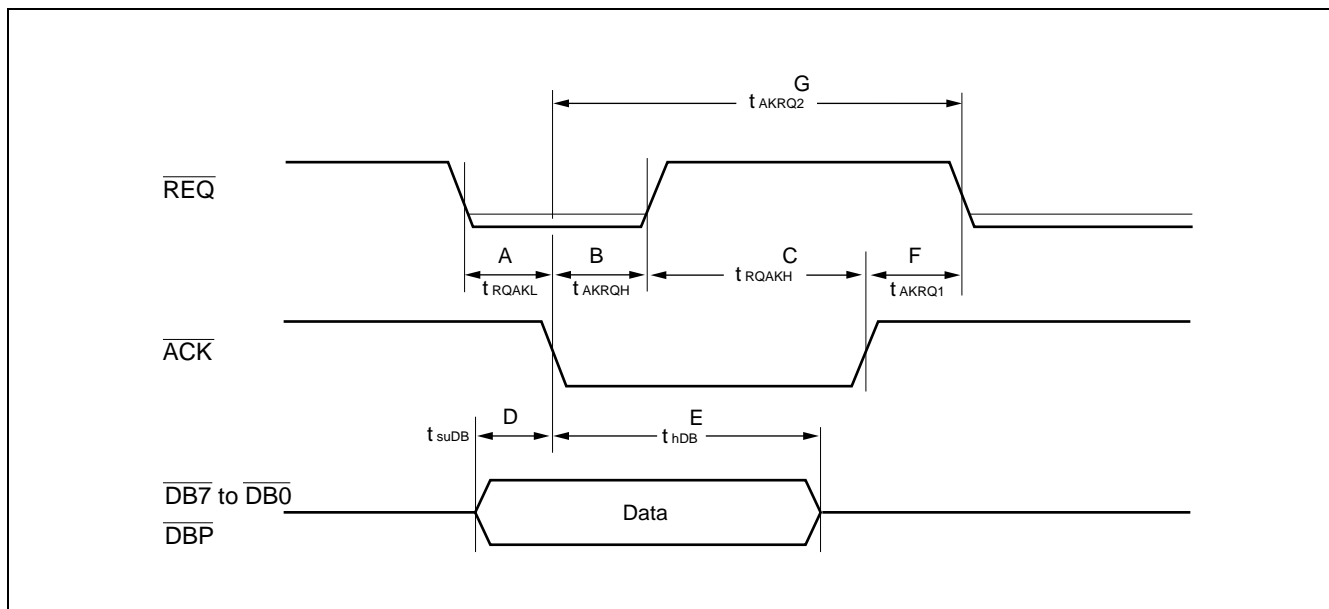 G
t AKRQ2
REQ
A B C F
t RQAKL t AKRQH t RQAKH t AKRQ1
ACK
D E
t suDB t hDB
DB7 to DB0
Data
DBP